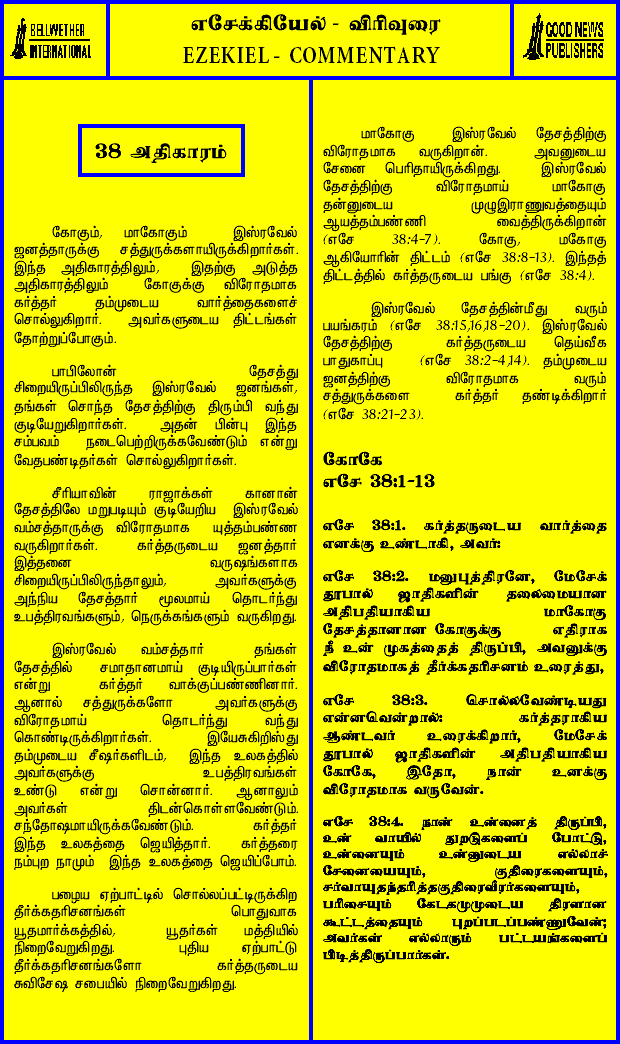 BELLWETHER
INTERNATIONAL
எசேக்கியேல் - விரிவுரை
EZEKIEL - COMMENTARY
GOOD NEWS
PUBLISHERS
38 அதிகாரம்
கோகும், மாகோகும் இஸ்ரவேல்
ஜனத்தாருக்கு சத்துருக்களாயிருக்கிறார்கள்.
இந்த அதிகாரத்திலும், இதற்கு அடுத்த
அதிகாரத்திலும் கோகுக்கு விரோதமாக
கர்த்தர் தம்முடைய வார்த்தைகளைச்
சொல்லுகிறார். அவர்களுடைய திட்டங்கள்
தோற்றுப்போகும்.
பாபிலோன் தேசத்து
சிறையிருப்பிலிருந்த இஸ்ரவேல் ஜனங்கள்,
தங்கள் சொந்த தேசத்திற்கு திரும்பி வந்து
குடியேறுகிறார்கள். அதன் பின்பு இந்த
சம்பவம் நடைபெற்றிருக்கவேண்டும் என்று
வேதபண்டிதர்கள் சொல்லுகிறார்கள்.
சீரியாவின் ராஜாக்கள் கானான்
தேசத்திலே மறுபடியும் குடியேறிய இஸ்ரவேல்
வம்சத்தாருக்கு விரோதமாக யுத்தம்பண்ண
வருகிறார்கள். கர்த்தருடைய ஜனத்தார்
இத்தனை வருஷங்களாக
சிறையிருப்பிலிருந்தாலும், அவர்களுக்கு
அந்நிய தேசத்தார் மூலமாய் தொடர்ந்து
உபத்திரவங்களும், நெருக்கங்களும் வருகிறது.
இஸ்ரவேல் வம்சத்தார் தங்கள்
தேசத்தில் சமாதானமாய் குடியிருப்பார்கள்
என்று கர்த்தர் வாக்குப்பண்ணினார்.
ஆனால் சத்துருக்களோ அவர்களுக்கு
விரோதமாய் தொடர்ந்து வந்து
கொண்டிருக்கிறார்கள். இயேசுகிறிஸ்து
தம்முடைய சீஷர்களிடம், இந்த உலகத்தில்
அவர்களுக்கு உபத்திரவங்கள்
உண்டு என்று சொன்னார். ஆனாலும்
அவர்கள் திடன்கொள்ளவேண்டும்.
சந்தோஷமாயிருக்கவேண்டும். கர்த்தர்
இந்த உலகத்தை ஜெயித்தார். கர்த்தரை
நம்புற நாமும் இந்த உலகத்தை ஜெயிப்போம்.
பழைய ஏற்பாட்டில் சொல்லப்பட்டிருக்கிற
தீர்க்கதரிசனங்கள் பொதுவாக
யூதமார்க்கத்தில், யூதர்கள் மத்தியில்
நிறைவேறுகிறது. புதிய ஏற்பாட்டு
தீர்க்கதரிசனங்களோ கர்த்தருடைய
சுவிசேஷ சபையில் நிறைவேறுகிறது.
மாகோகு இஸ்ரவேல் தேசத்திற்கு
விரோதமாக வருகிறான். அவனுடைய
சேனை பெரிதாயிருக்கிறது. இஸ்ரவேல்
தேசத்திற்கு விரோதமாய் மாகோகு
தன்னுடைய முழுஇராணுவத்தையும்
ஆயத்தம்பண்ணி வைத்திருக்கிறான்
(எசே 38:4-7). கோகு, மகோகு
ஆகியோரின் திட்டம் (எசே 38:8-13). இந்தத்
திட்டத்தில் கர்த்தருடைய பங்கு (எசே 38:4).
இஸ்ரவேல் தேசத்தின்மீது வரும்
பயங்கரம் (எசே 38:15,16,18-20). இஸ்ரவேல்
தேசத்திற்கு கர்த்தருடைய தெய்வீக
பாதுகாப்பு (எசே 38:2-4,14). தம்முடைய
ஜனத்திற்கு விரோதமாக வரும்
சத்துருக்களை கர்த்தர் தண்டிக்கிறார்
(எசே 38:21-23).
கோகே
எசே 38:1-13
எசே 38:1. கர்த்தருடைய வார்த்தை
எனக்கு உண்டாகி, அவர்:
எசே 38:2. மனுபுத்திரனே, மேசேக்
தூபால் ஜாதிகளின் தலைமையான
அதிபதியாகிய மாகோகு
தேசத்தானான கோகுக்கு எதிராக
நீ உன் முகத்தைத் திருப்பி, அவனுக்கு
விரோதமாகத் தீர்க்கதரிசனம் உரைத்து,
எசே 38:3. சொல்லவேண்டியது
என்னவென்றால்: கர்த்தராகிய
ஆண்டவர் உரைக்கிறார், மேசேக்
தூபால் ஜாதிகளின் அதிபதியாகிய
கோகே, இதோ, நான் உனக்கு
விரோதமாக வருவேன்.
எசே 38:4. நான் உன்னைத் திருப்பி,
உன் வாயில் துறடுகளைப் போட்டு,
உன்னையும் உன்னுடைய எல்லாச்
சேனையையும், குதிரைகளையும்,
சர்வாயுதந்தரித்தகுதிரைவீரர்களையும்,
பரிசையும் கேடகமுமுடைய திரளான
கூட்டத்தையும் புறப்படப்பண்ணுவேன்;
அவர்கள் எல்லாரும் பட்டயங்களைப்
பிடித்திருப்பார்கள்.